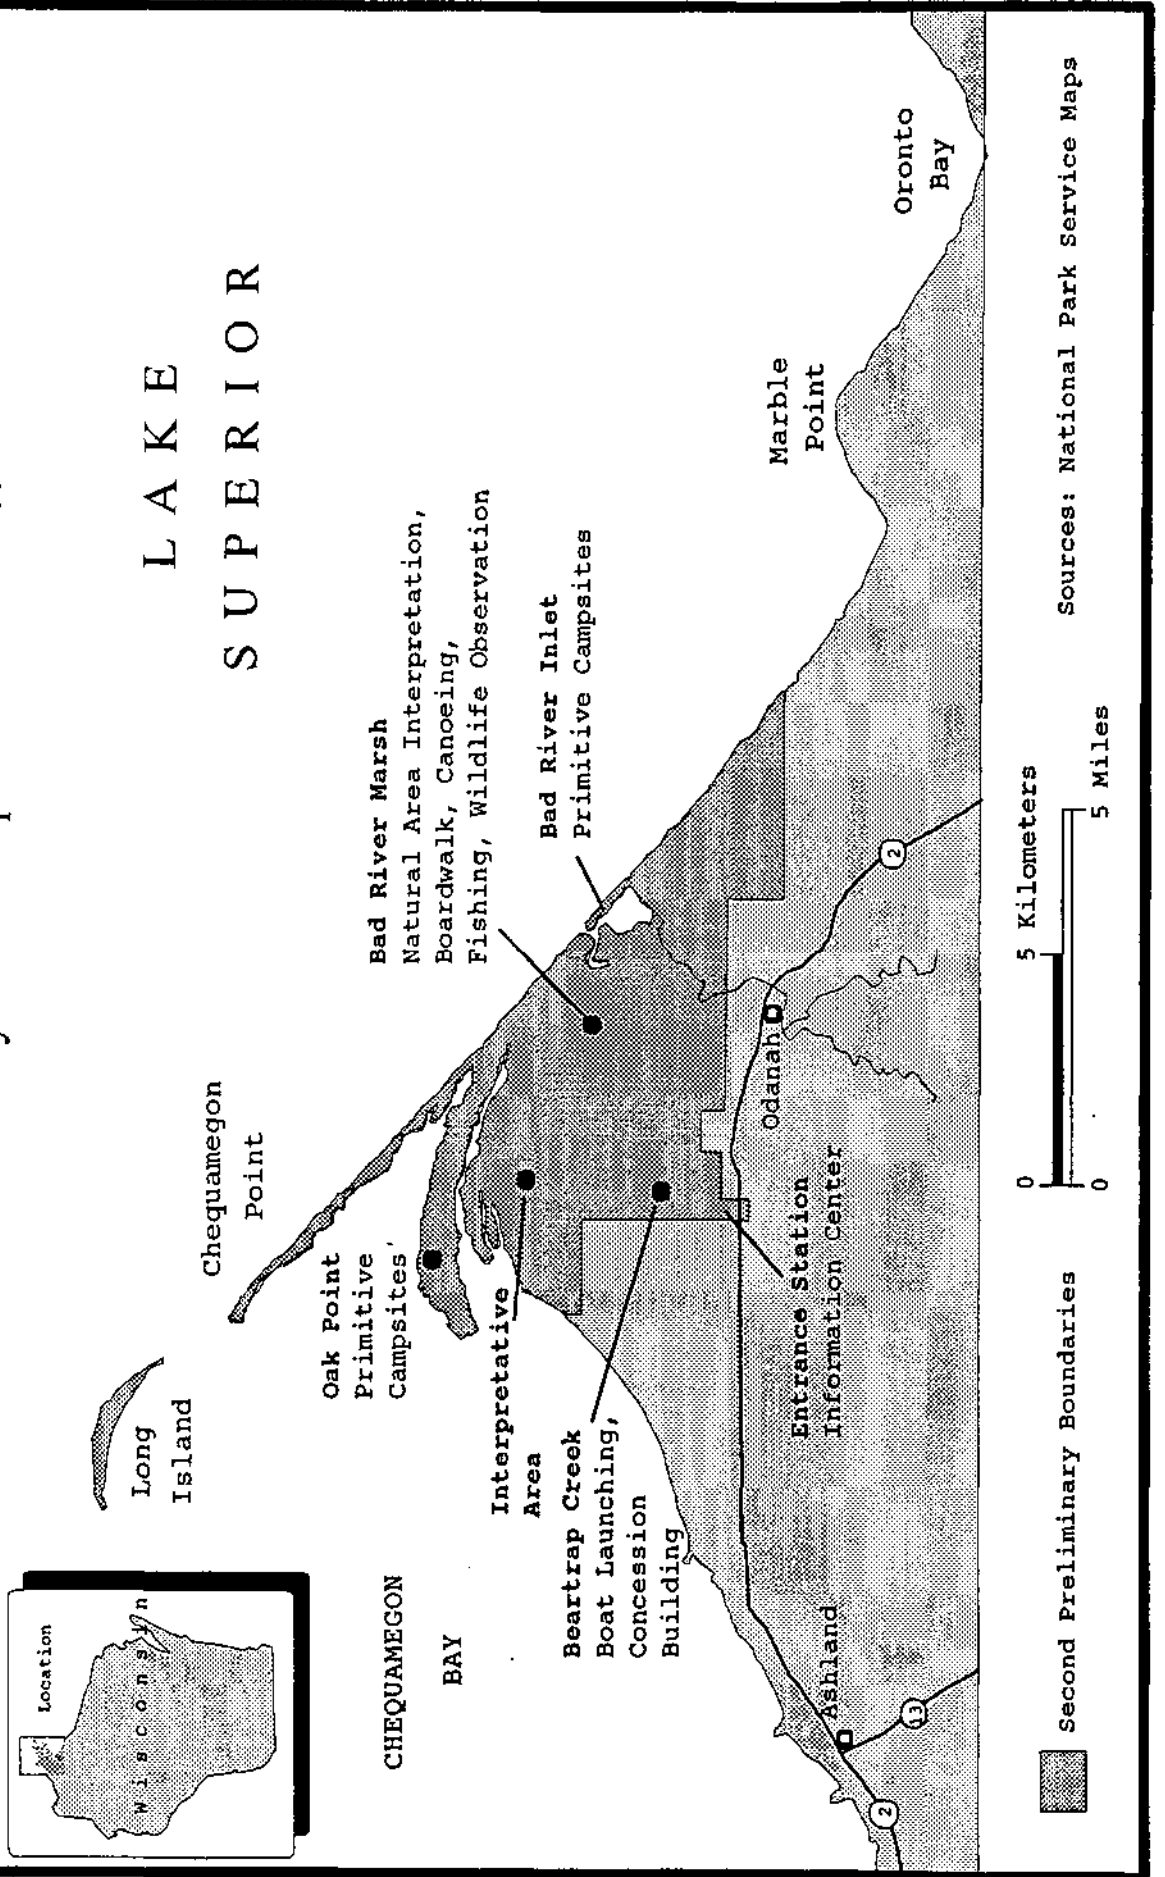 Location
Wisconsin
LAKE
SUPERIOR
Long
Island
Chequamegon
Point
CHEQUAMEGON
BAY
Oak Point
Primitive
Campsites
Bad River Marsh
Natural Area Interpretation,
Boardwalk, Canoeing,
Fishing, Wildlife Observation
Interpretative
Area
Bad River Inlet
Primitive Campsites
Beartrap Creek
Boat Launching,
Concession
Building
Marble
Point
Oronto
Bay
Odanah
Entrance Station
Information Center
Ashland
2
13
2
Second Preliminary Boundaries
0 5 Kilometers
0 5 Miles
Sources: National Park Service Maps